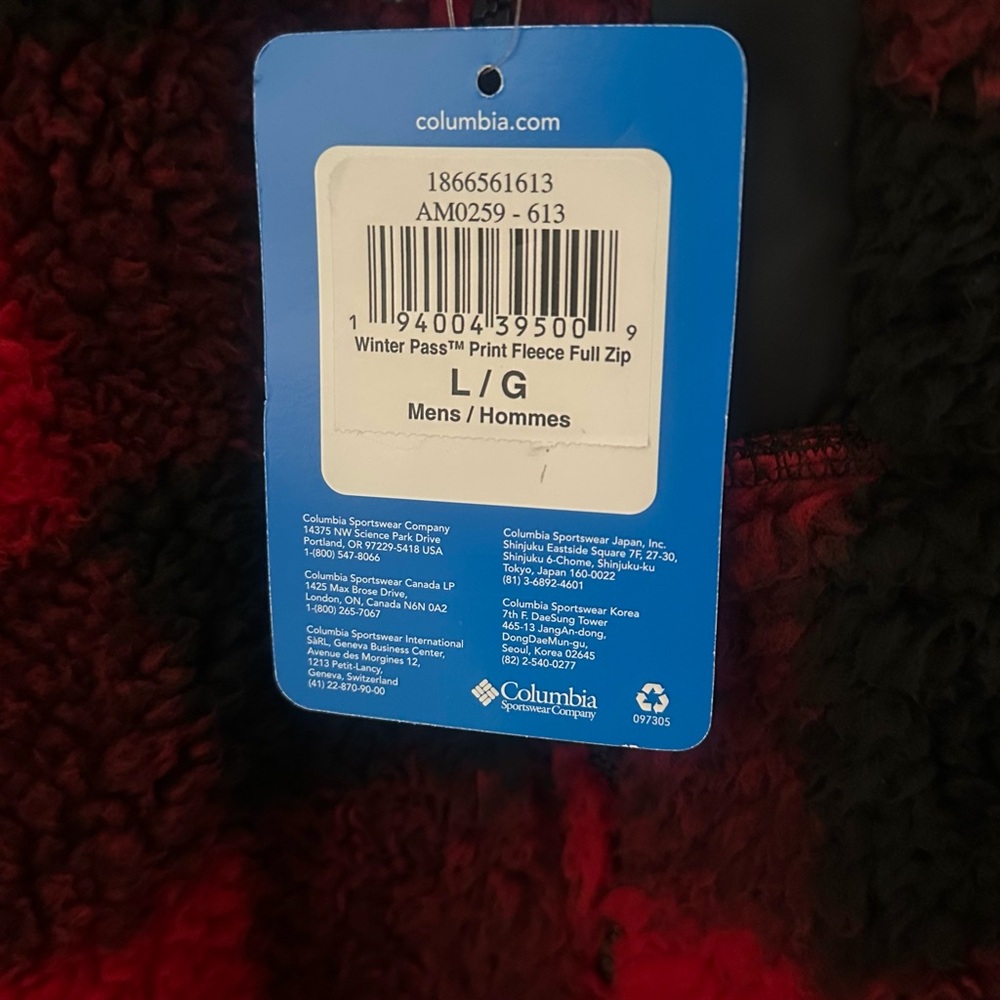 columbia.com
1866561613
AM0259 - 613
1 94004 39500 9
Winter Pass™ Print Fleece Full Zip
L / G
Mens / Hommes
Columbia Sportswear Company
14375 NW Science Park Drive
Portland, OR 97229-5418 USA
1-(800) 547-8066
Columbia Sportswear Canada LP
1425 Max Brose Drive,
London, ON, Canada N6N 0A2
1-(800) 265-7067
Columbia Sportswear International
SàRL, Geneva Business Center,
Avenue des Morgines 12,
1213 Petit-Lancy,
Geneva, Switzerland
(41) 22-870-90-00
Columbia Sportswear Japan, Inc.
Shinjuku Eastside Square 7F, 27-30,
Shinjuku 6-Chome, Shinjuku-ku
Tokyo, Japan 160-0022
(81) 3-6892-4601
Columbia Sportswear Korea
7th F. DaeSung Tower
465-13 JangAn-dong,
DongDaeMun-gu,
Seoul, Korea 02645
(82) 2-540-0277
Columbia
Sportswear Company
097305